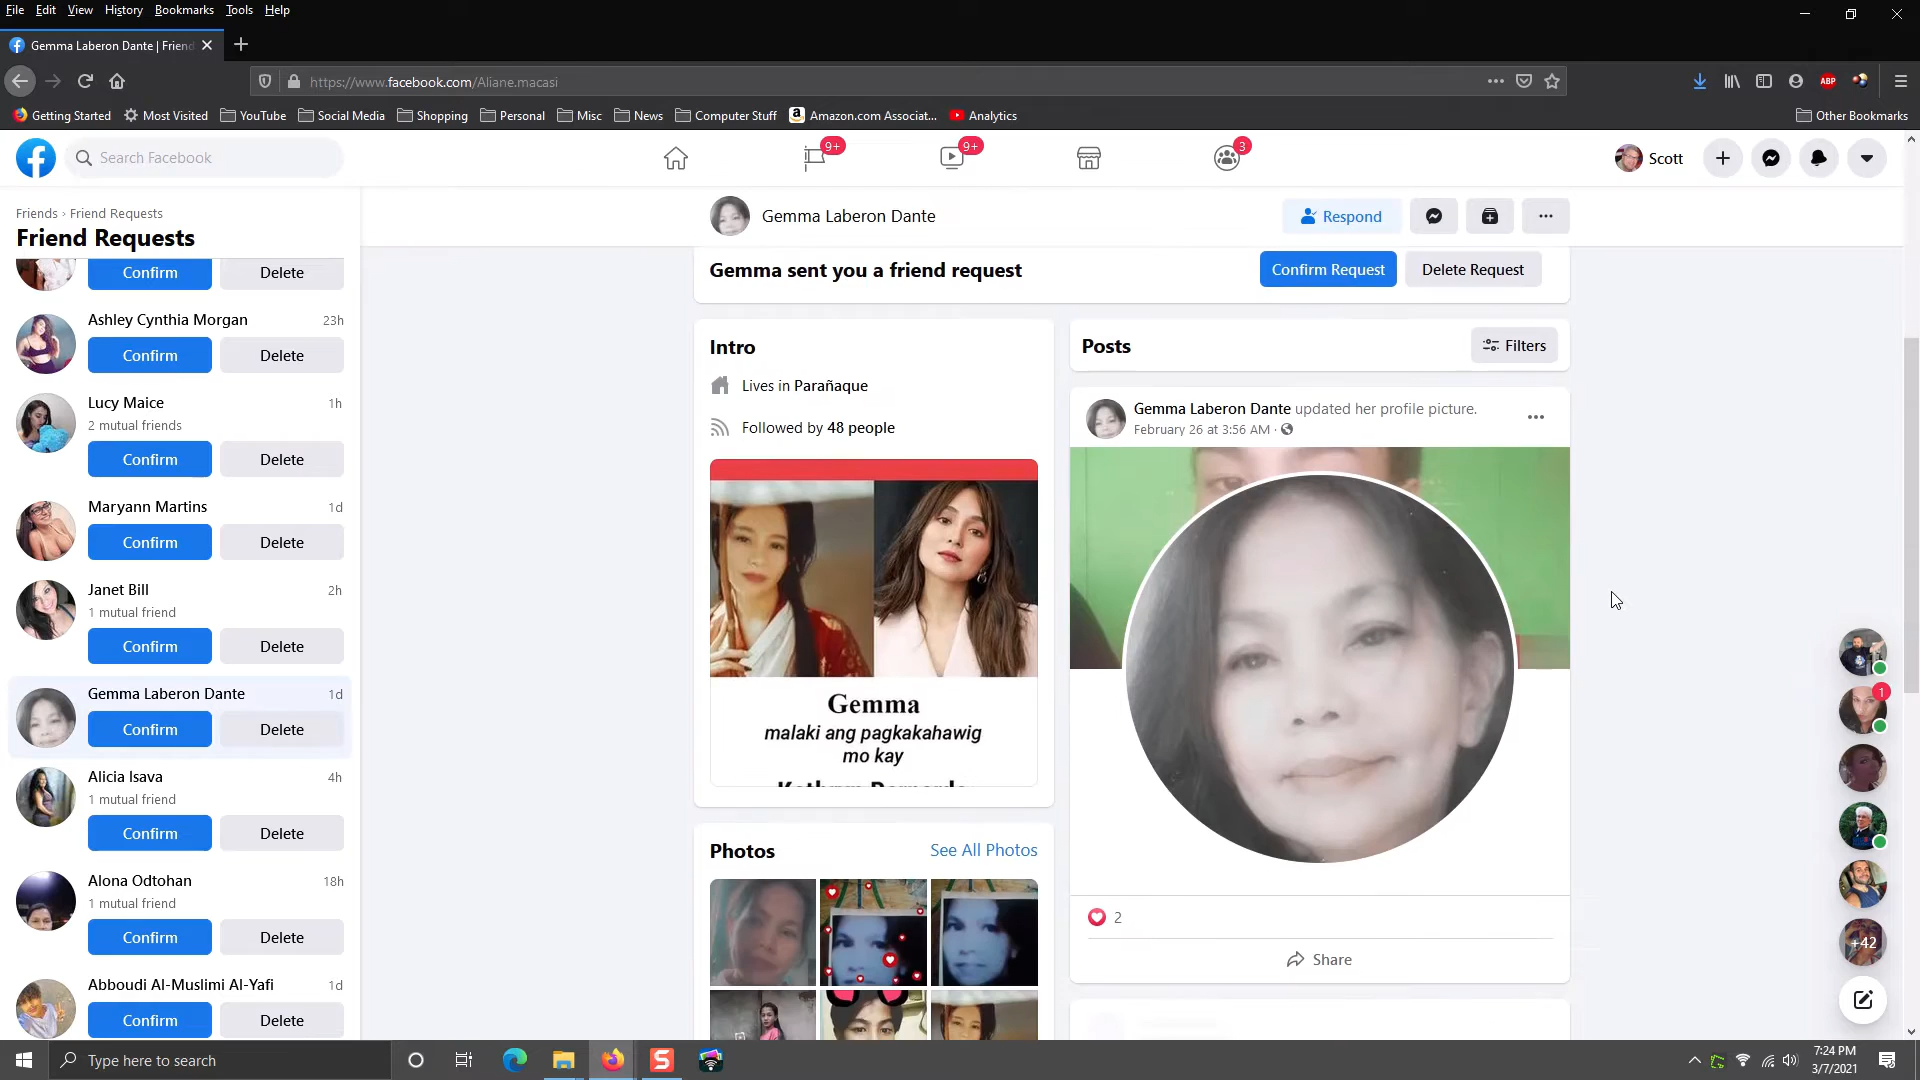 File Edit View History Bookmarks Tools Help
Gemma Laberon Dante | Friend
https://www.facebook.com/Aliane.macasi
Getting Started Most Visited YouTube Social Media Shopping Personal Misc News Computer Stuff Amazon.com Associat... Analytics Other Bookmarks
Search Facebook
9+
9+
3
Scott
Friends › Friend Requests
Friend Requests
Confirm Delete
Ashley Cynthia Morgan 23h
Confirm Delete
Lucy Maice 1h
2 mutual friends
Confirm Delete
Maryann Martins 1d
Confirm Delete
Janet Bill 2h
1 mutual friend
Confirm Delete
Gemma Laberon Dante 1d
Confirm Delete
Alicia Isava 4h
1 mutual friend
Confirm Delete
Alona Odtohan 18h
1 mutual friend
Confirm Delete
Abboudi Al-Muslimi Al-Yafi 1d
Confirm Delete
Gemma Laberon Dante
Respond
Gemma sent you a friend request
Confirm Request Delete Request
Intro
Lives in Parañaque
Followed by 48 people
Gemma
malaki ang pagkakahawig
mo kay
Photos See All Photos
Posts Filters
Gemma Laberon Dante updated her profile picture.
February 26 at 3:56 AM ·
2
Share
1
+42
Type here to search
ABP
S
7:24 PM
3/7/2021